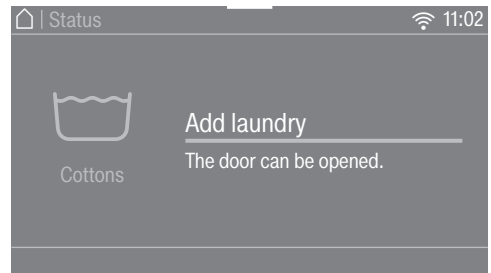 | Status
11:02
Add laundry
The door can be opened.
Cottons